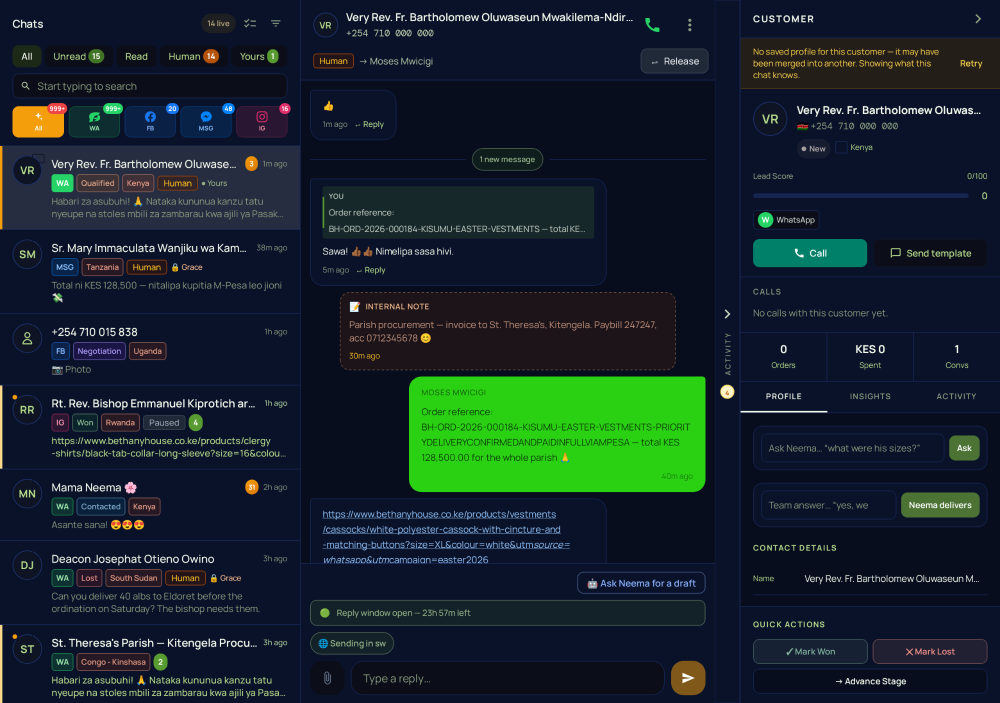 Chats
14 live
All
Unread 15
Read
Human 14
Yours 1
Start typing to search
999+
All
999+
WA
20
FB
48
MSG
16
IG
VR
Very Rev. Fr. Bartholomew Oluwase...
3
1m ago
WA
Qualified
Kenya
Human
• Yours
Habari za asubuhi! 🙏 Nataka kununua kanzu tatu
nyeupe na stoles mbili za zambarau kwa ajili ya Pasak...
SM
Sr. Mary Immaculata Wanjiku wa Kam...
38m ago
MSG
Tanzania
Human
🔒 Grace
Total ni KES 128,500 — nitalipa kupitia M-Pesa leo jioni
💸
+254 710 015 838
1h ago
FB
Negotiation
Uganda
📷 Photo
RR
Rt. Rev. Bishop Emmanuel Kiprotich ar...
1h ago
IG
Won
Rwanda
Paused
4
https://www.bethanyhouse.co.ke/products/clergy
-shirts/black-tab-collar-long-sleeve?size=16&colou...
MN
Mama Neema 🌸
31
2h ago
WA
Contacted
Kenya
Asante sana! 😍😍😍
DJ
Deacon Josephat Otieno Owino
3h ago
WA
Lost
South Sudan
Human
🔒 Grace
Can you deliver 40 albs to Eldoret before the
ordination on Saturday? The bishop needs them.
ST
St. Theresa's Parish — Kitengela Procu...
3h ago
WA
Congo - Kinshasa
2
Habari za asubuhi! 🙏 Nataka kununua kanzu tatu
nyeupe na stoles mbili za zambarau kwa ajili ya Pasa...
VR
Very Rev. Fr. Bartholomew Oluwaseun Mwakilema-Ndir...
+254 710 000 000
Human
→ Moses Mwicigi
↔ Release
👍
1m ago
↔ Reply
1 new message
YOU
Order reference:
BH-ORD-2026-000184-KISUMU-EASTER-VESTMENTS — total KE...
Sawa! 👍🏾👍🏾 Nimelipa sasa hivi.
5m ago
↔ Reply
📝 INTERNAL NOTE
Parish procurement — invoice to St. Theresa's, Kitengela. Paybill 247247,
acc 0712345678 😊
30m ago
MOSES MWICIGI
Order reference:
BH-ORD-2026-000184-KISUMU-EASTER-VESTMENTS-PRIORIT
YDELIVERYCONFIRMEDANDPAIDINFULLVIAMPESA — total KES
128,500.00 for the whole parish 🙏
40m ago
https://www.bethanyhouse.co.ke/products/vestments
/cassocks/white-polyester-cassock-with-cincture-and
-matching-buttons?size=XL&colour=white&utmsource=
whatsapp&utmcampaign=easter2026
🤖 Ask Neema for a draft
🟢 Reply window open — 23h 57m left
🌐 Sending in sw
Type a reply...
ACTIVITY
4
CUSTOMER
No saved profile for this customer — it may have
been merged into another. Showing what this
chat knows.
Retry
VR
Very Rev. Fr. Bartholomew Oluwas...
🇰🇪 +254 710 000 000
• New
Kenya
Lead Score
0/100
0
W WhatsApp
Call
Send template
CALLS
No calls with this customer yet.
0
Orders
KES 0
Spent
1
Convs
PROFILE
INSIGHTS
ACTIVITY
Ask Neema... "what were his sizes?"
Ask
Team answer... "yes, we
Neema delivers
CONTACT DETAILS
Name
Very Rev. Fr. Bartholomew Oluwaseun M...
QUICK ACTIONS
✓ Mark Won
✕ Mark Lost
→ Advance Stage